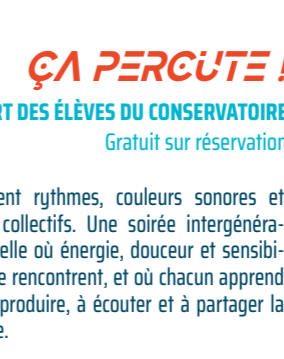 ÇA PERCUTE !
RT DES ÉLÈVES DU CONSERVATOIRE
Gratuit sur réservation
ent rythmes, couleurs sonores et
collectifs. Une soirée intergénéra-
elle où énergie, douceur et sensibi-
e rencontrent, et où chacun apprend
produire, à écouter et à partager la
e.